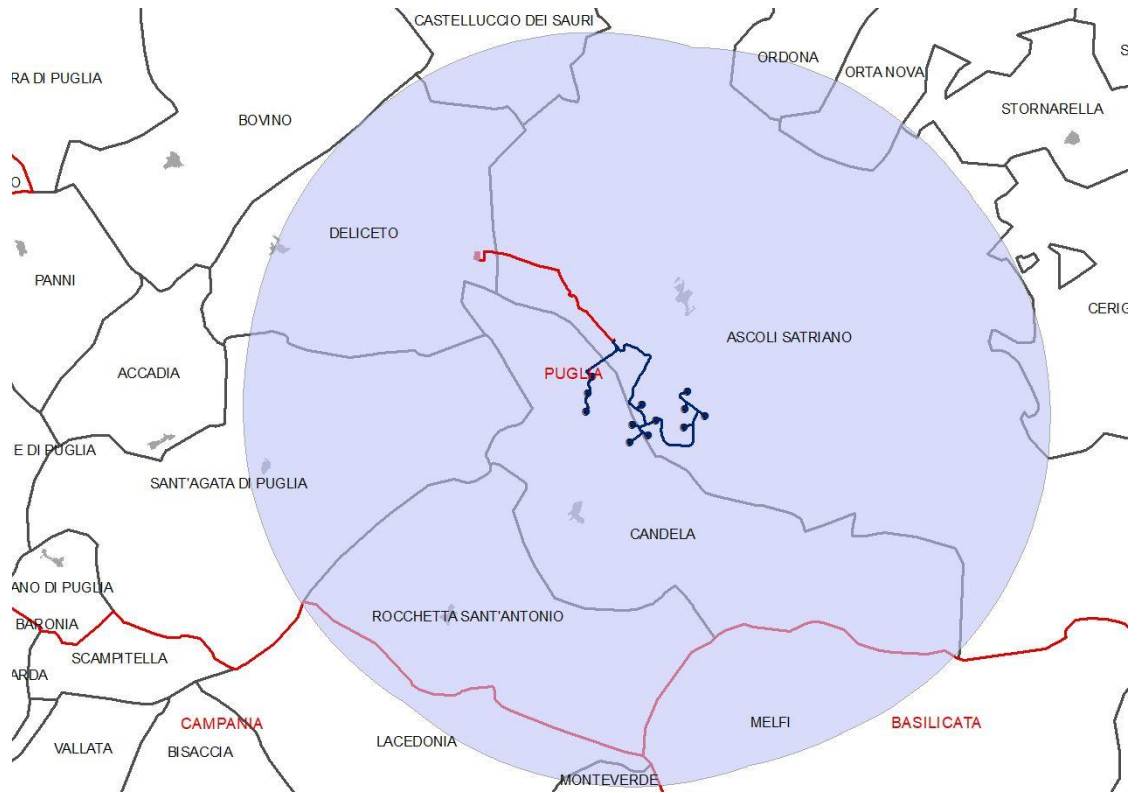 CASTELLUCCIO DEI SAURI
ORDONA
ORTA NOVA
RA DI PUGLIA
STORNARELLA
BOVINO
O
DELICETO
PANNI
CERIG
ASCOLI SATRIANO
ACCADIA
PUGLIA
E DI PUGLIA
SANT'AGATA DI PUGLIA
CANDELA
ANO DI PUGLIA
ROCCHETTA SANT'ANTONIO
BARONIA
SCAMPITELLA
ARDA
CAMPANIA
MELFI
BASILICATA
LACEDONIA
VALLATA
BISACCIA
MONTEVERDE